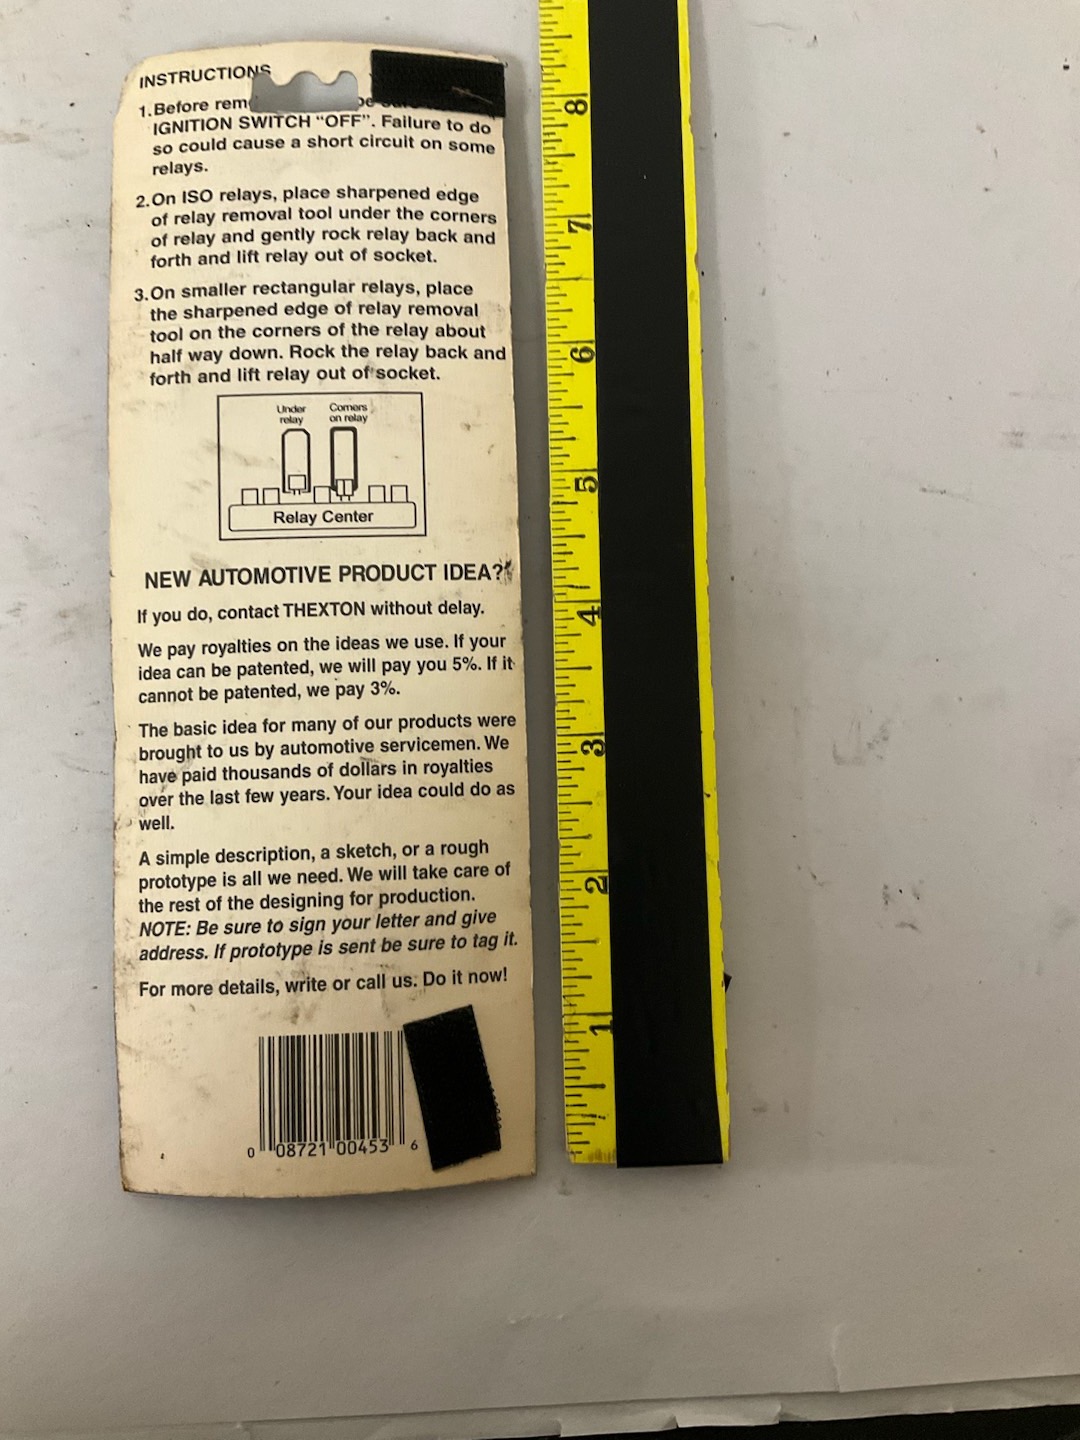 INSTRUCTIONS
1. Before
IGNITION SWITCH “OFF”. Failure to do
so could cause a short circuit on some
relays.
2. On ISO relays, place sharpened edge
of relay removal tool under the corners
of relay and gently rock relay back and
forth and lift relay out of socket.
3. On smaller rectangular relays, place
the sharpened edge of relay removal
tool on the corners of the relay about
half way down. Rock the relay back and
forth and lift relay out of socket.
Under
relay
Corners
on relay
Relay Center
NEW AUTOMOTIVE PRODUCT IDEA?
If you do, contact THEXTON without delay.
We pay royalties on the ideas we use. If your
idea can be patented, we will pay you 5%. If it
cannot be patented, we pay 3%.
The basic idea for many of our products were
brought to us by automotive servicemen. We
have paid thousands of dollars in royalties
over the last few years. Your idea could do as
well.
A simple description, a sketch, or a rough
prototype is all we need. We will take care of
the rest of the designing for production.
NOTE: Be sure to sign your letter and give
address. If prototype is sent be sure to tag it.
For more details, write or call us. Do it now!
0 08721 00453 6
8
7
6
5
4
3
2
1